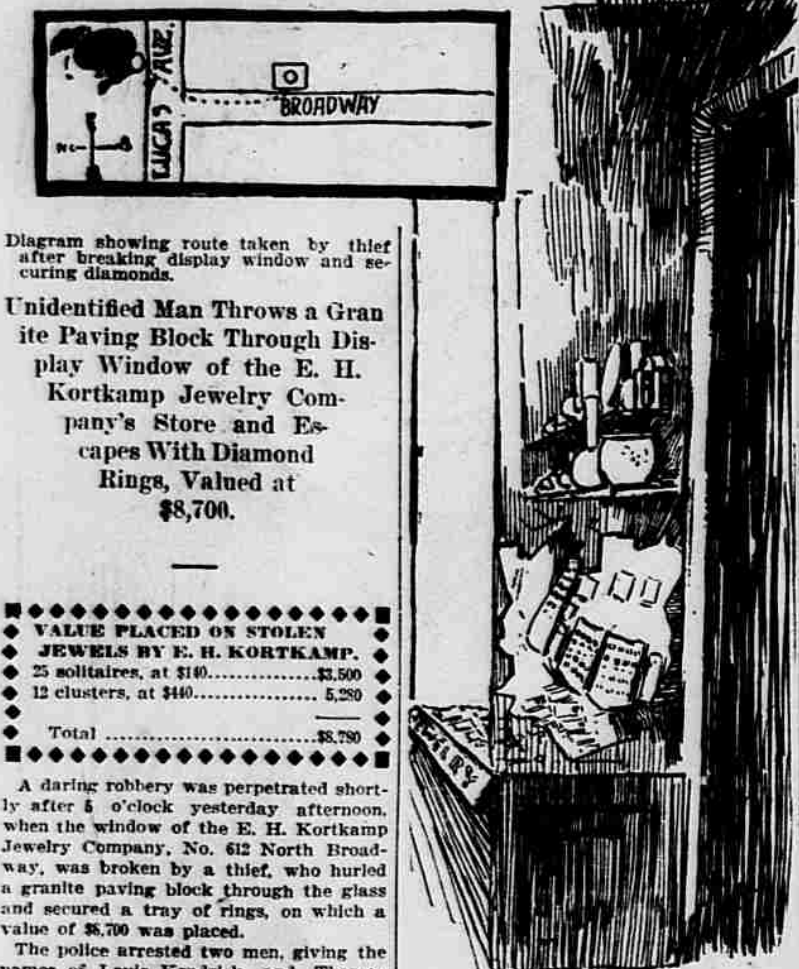 LUCAS AVE.
BROADWAY
Diagram showing route taken by thief
after breaking display window and se-
curing diamonds.
Unidentified Man Throws a Gran
ite Paving Block Through Dis-
play Window of the E. H.
Kortkamp Jewelry Com-
pany's Store and Es-
capes With Diamond
Rings, Valued at
$8,700.
VALUE PLACED ON STOLEN
JEWELS BY E. H. KORTKAMP.
25 solitaires, at $140..............$3,500
12 clusters, at $440............... 5,280
Total ..........................$8,780
A daring robbery was perpetrated short-
ly after 5 o'clock yesterday afternoon,
when the window of the E. H. Kortkamp
Jewelry Company, No. 612 North Broad-
way, was broken by a thief, who hurled
a granite paving block through the glass
and secured a tray of rings, on which a
value of $8,700 was placed.
The police arrested two men, giving the
names of Louis Kendrick and